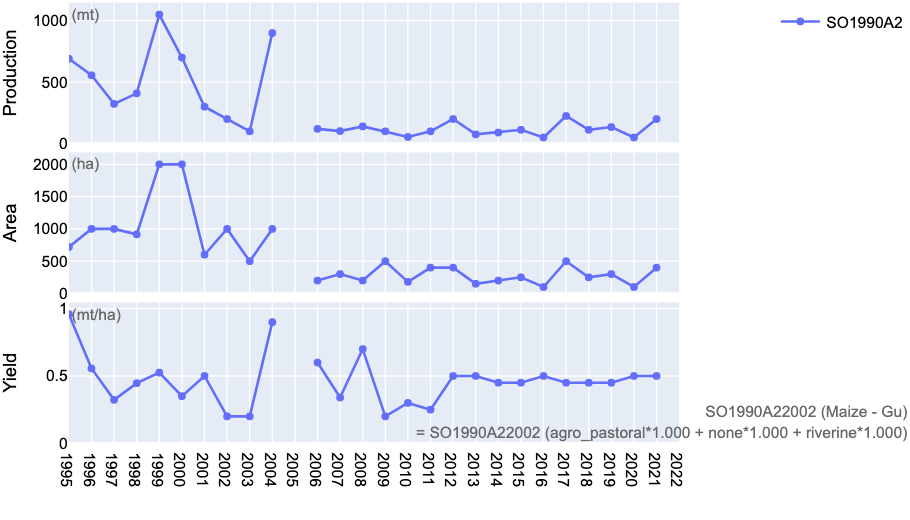 Production
(mt)
1000
500
0
SO1990A2
Area
(ha)
2000
1500
1000
500
0
Yield
(mt/ha)
1
0.5
0
SO1990A22002 (Maize - Gu)
= SO1990A22002 (agro_pastoral*1.000 + none*1.000 + riverine*1.000)
1995 1996 1997 1998 1999 2000 2001 2002 2003 2004 2005 2006 2007 2008 2009 2010 2011 2012 2013 2014 2015 2016 2017 2018 2019 2020 2021 2022